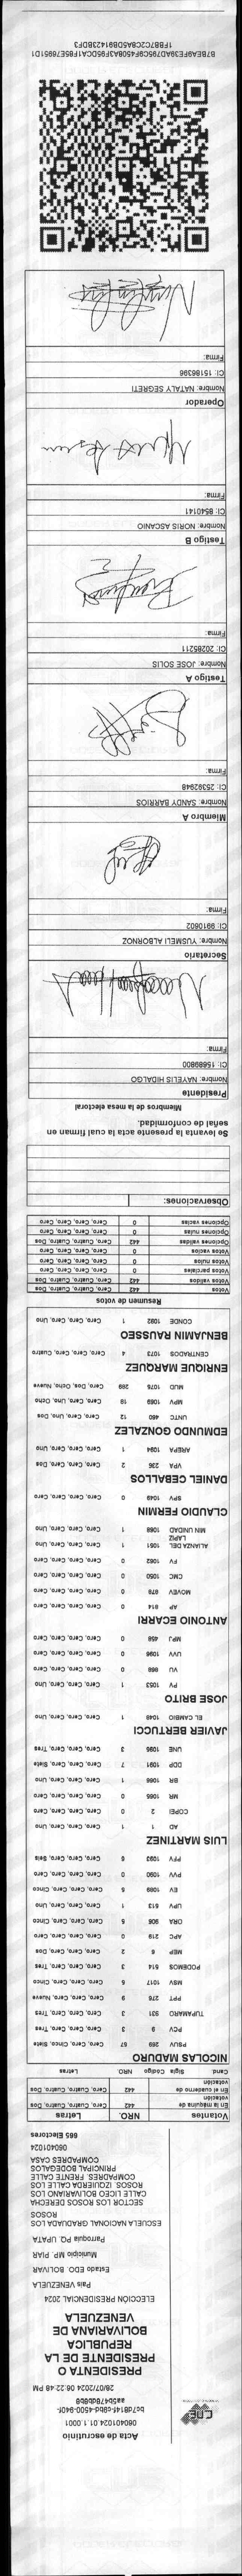 CNE
Acta de escrutinio
060401024.01.1.0001
bc7d814f-c9bd-4500-940f-
aa5b478db8b8
28/07/2024 06:22:48 PM
PRESIDENTA O
PRESIDENTE DE LA
REPUBLICA
BOLIVARIANA DE
VENEZUELA
ELECCIÓN PRESIDENCIAL 2024
Pais VENEZUELA
Estado EDO. BOLIVAR
Municipio MP. PIAR
Parroquia PQ. UPATA
ESCUELA NACIONAL GRADUADA LOS
ROSOS
SECTOR LOS ROSOS DERECHA
CALLE LICEO BOLIVARIANO LOS
ROSOS. IZQUIERDA CALLE LOS
COMPADRES. FRENTE CALLE
PRINCIPAL BODEGALOS
COMPADRES CASA
060401024
665 Electores
Votantes NRO. Letras
En la máquina de votación 442 Cero, Cuatro, Cuatro, Dos
En el cuaderno de votación 442 Cero, Cuatro, Cuatro, Dos
Cand. Sigla Código NRO. Letras
NICOLAS MADURO
PSUV 269 57 Cero, Cero, Cinco, Siete
PCV 9 3 Cero, Cero, Cero, Tres
TUPAMARO 931 3 Cero, Cero, Cero, Tres
PPT 276 9 Cero, Cero, Cero, Nueve
MSV 1017 5 Cero, Cero, Cero, Cinco
PODEMOS 514 3 Cero, Cero, Cero, Tres
MEP 6 2 Cero, Cero, Cero, Dos
APC 219 0 Cero, Cero, Cero, Cero
ORA 906 5 Cero, Cero, Cero, Cinco
UPV 513 1 Cero, Cero, Cero, Uno
EV 1089 5 Cero, Cero, Cero, Cinco
PVV 1090 0 Cero, Cero, Cero, Cero
PFV 1093 6 Cero, Cero, Cero, Seis
LUIS MARTINEZ
AD 1 1 Cero, Cero, Cero, Uno
COPEI 2 0 Cero, Cero, Cero, Cero
MR 1065 0 Cero, Cero, Cero, Cero
BR 1066 1 Cero, Cero, Cero, Uno
DDP 1091 7 Cero, Cero, Cero, Siete
UNE 1095 3 Cero, Cero, Cero, Tres
JAVIER BERTUCCI
EL CAMBIO 1048 1 Cero, Cero, Cero, Uno
JOSE BRITO
PV 1053 1 Cero, Cero, Cero, Uno
VU 868 0 Cero, Cero, Cero, Cero
UVV 1096 0 Cero, Cero, Cero, Cero
MPJ 458 0 Cero, Cero, Cero, Cero
ANTONIO ECARRI
AP 814 0 Cero, Cero, Cero, Cero
MOVEV 979 0 Cero, Cero, Cero, Cero
CMC 1050 0 Cero, Cero, Cero, Cero
FV 1062 0 Cero, Cero, Cero, Cero
ALIANZA DEL LAPIZ 1051 1 Cero, Cero, Cero, Uno
MIN UNIDAD 1068 1 Cero, Cero, Cero, Uno
CLAUDIO FERMIN
SPV 1049 0 Cero, Cero, Cero, Cero
DANIEL CEBALLOS
VPA 236 2 Cero, Cero, Cero, Dos
AREPA 1094 1 Cero, Cero, Cero, Uno
EDMUNDO GONZALEZ
UNTC 460 12 Cero, Cero, Uno, Dos
MPV 1069 18 Cero, Cero, Uno, Ocho
MUD 1075 289 Cero, Dos, Ocho, Nueve
ENRIQUE MARQUEZ
CENTRADOS 1073 4 Cero, Cero, Cero, Cuatro
BENJAMIN RAUSSEO
CONDE 1092 1 Cero, Cero, Cero, Uno
Resumen de votos
Votos 442 Cero, Cuatro, Cuatro, Dos
Votos validos 442 Cero, Cuatro, Cuatro, Dos
Votos parciales 0 Cero, Cero, Cero, Cero
Votos nulos 0 Cero, Cero, Cero, Cero
Votos vacios 0 Cero, Cero, Cero, Cero
Opciones validas 442 Cero, Cuatro, Cuatro, Dos
Opciones nulas 0 Cero, Cero, Cero, Cero
Opciones vacias 0 Cero, Cero, Cero, Cero
Observaciones:
Se levanta la presente acta la cual firman en
señal de conformidad.
Miembros de la mesa electoral
Presidente
Nombre: NAYELIS HIDALGO
CI: 15689800
Firma:
Secretario
Nombre: YUSMELI ALBORNOZ
CI: 9910602
Firma:
Miembro A
Nombre: SANDY BARRIOS
CI: 25392948
Firma:
Testigo A
Nombre: JOSE SOLIS
CI: 20285211
Firma:
Testigo B
Nombre: NORIS ASCANIO
CI: 8540141
Firma:
Operador
Nombre: NATALY SEGRETI
CI: 15186396
Firma:
B7BEA9FE39AD795C9F4508A3F95DCA1F85E76951D1
1FBB7C2C8A5DB91423BDF3